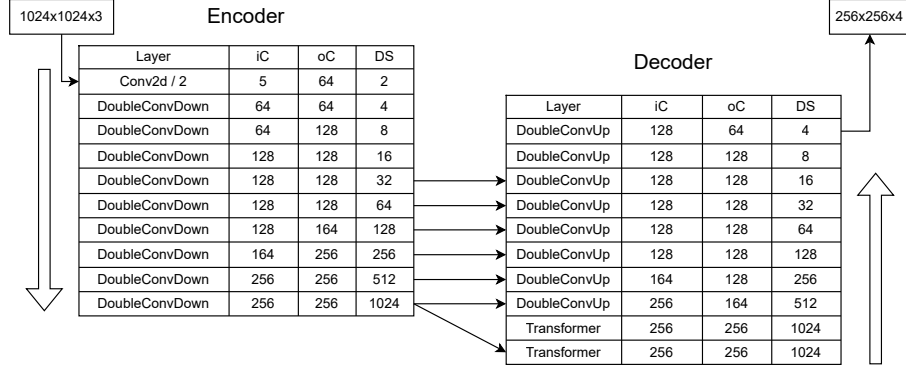 1024x1024x3
Encoder
Layer iC oC DS
Conv2d / 2 5 64 2
DoubleConvDown 64 64 4
DoubleConvDown 64 128 8
DoubleConvDown 128 128 16
DoubleConvDown 128 128 32
DoubleConvDown 128 128 64
DoubleConvDown 128 164 128
DoubleConvDown 164 256 256
DoubleConvDown 256 256 512
DoubleConvDown 256 256 1024
256x256x4
Decoder
Layer iC oC DS
DoubleConvUp 128 64 4
DoubleConvUp 128 128 8
DoubleConvUp 128 128 16
DoubleConvUp 128 128 32
DoubleConvUp 128 128 64
DoubleConvUp 128 128 128
DoubleConvUp 164 128 256
DoubleConvUp 256 164 512
Transformer 256 256 1024
Transformer 256 256 1024